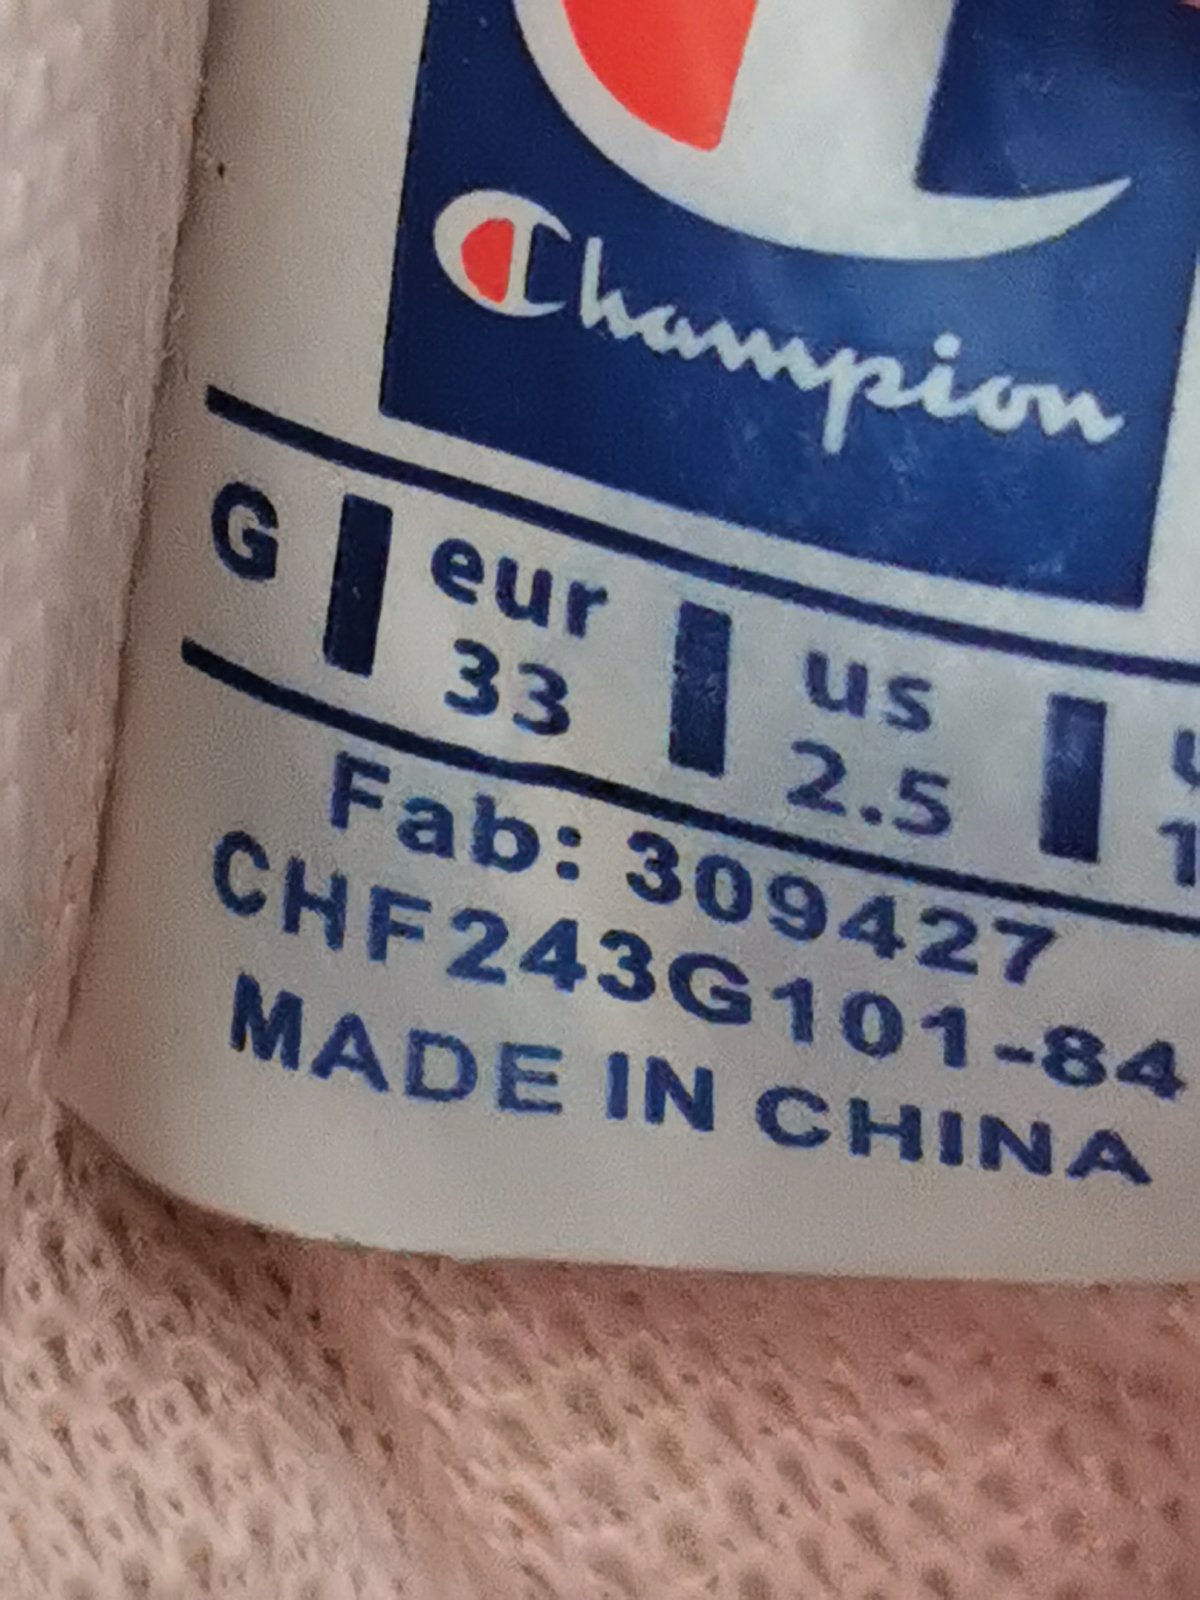 Champion
G eur us
33 2.5
Fab: 309427
CHF243G101-84
MADE IN CHINA